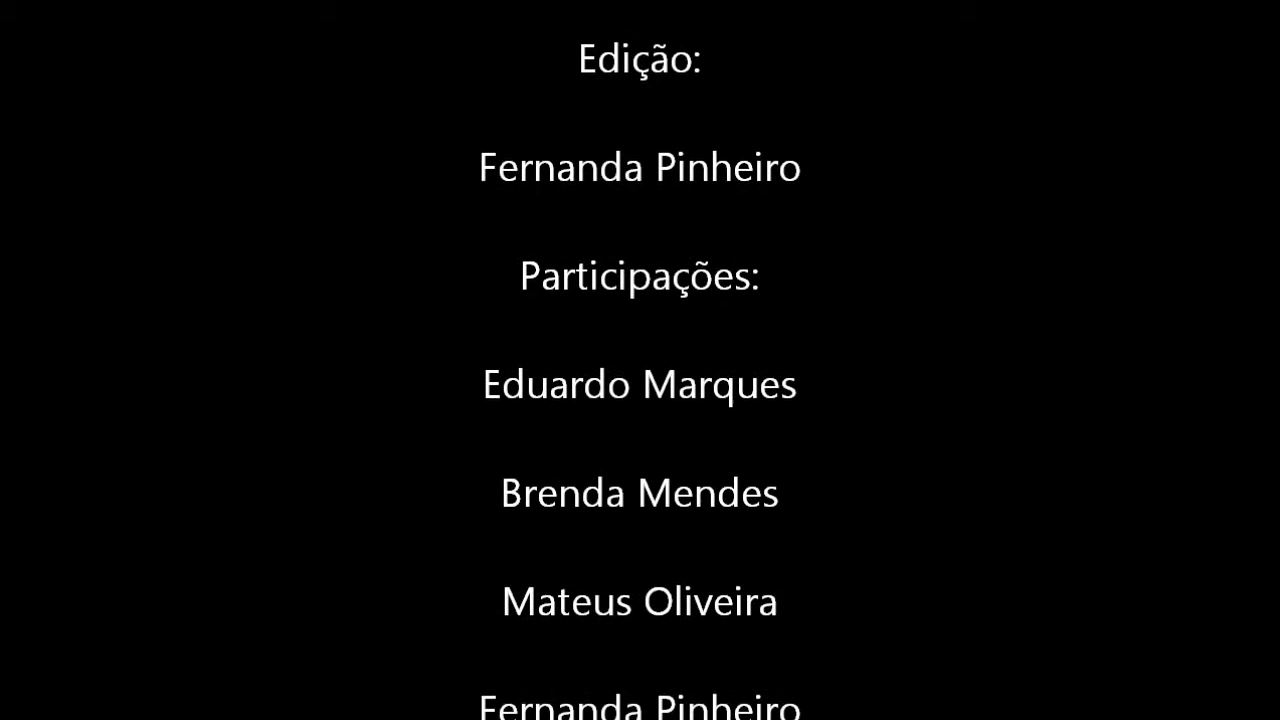 Edição:
Fernanda Pinheiro
Participações:
Eduardo Marques
Brenda Mendes
Mateus Oliveira
Fernanda Pinheiro